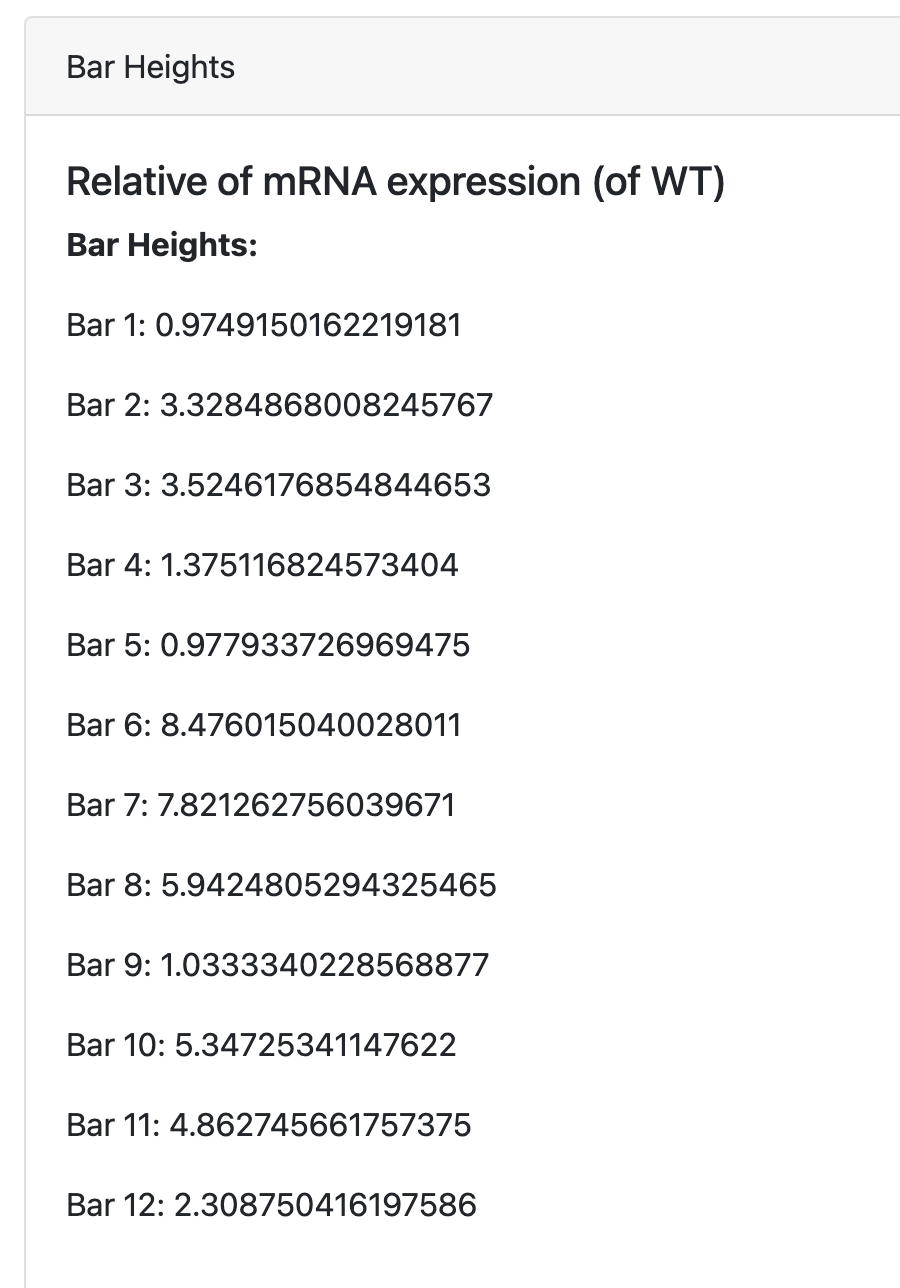 Bar Heights
Relative of mRNA expression (of WT)
Bar Heights:
Bar 1: 0.9749150162219181
Bar 2: 3.3284868008245767
Bar 3: 3.5246176854844653
Bar 4: 1.375116824573404
Bar 5: 0.977933726969475
Bar 6: 8.476015040028011
Bar 7: 7.821262756039671
Bar 8: 5.9424805294325465
Bar 9: 1.0333340228568877
Bar 10: 5.34725341147622
Bar 11: 4.862745661757375
Bar 12: 2.308750416197586